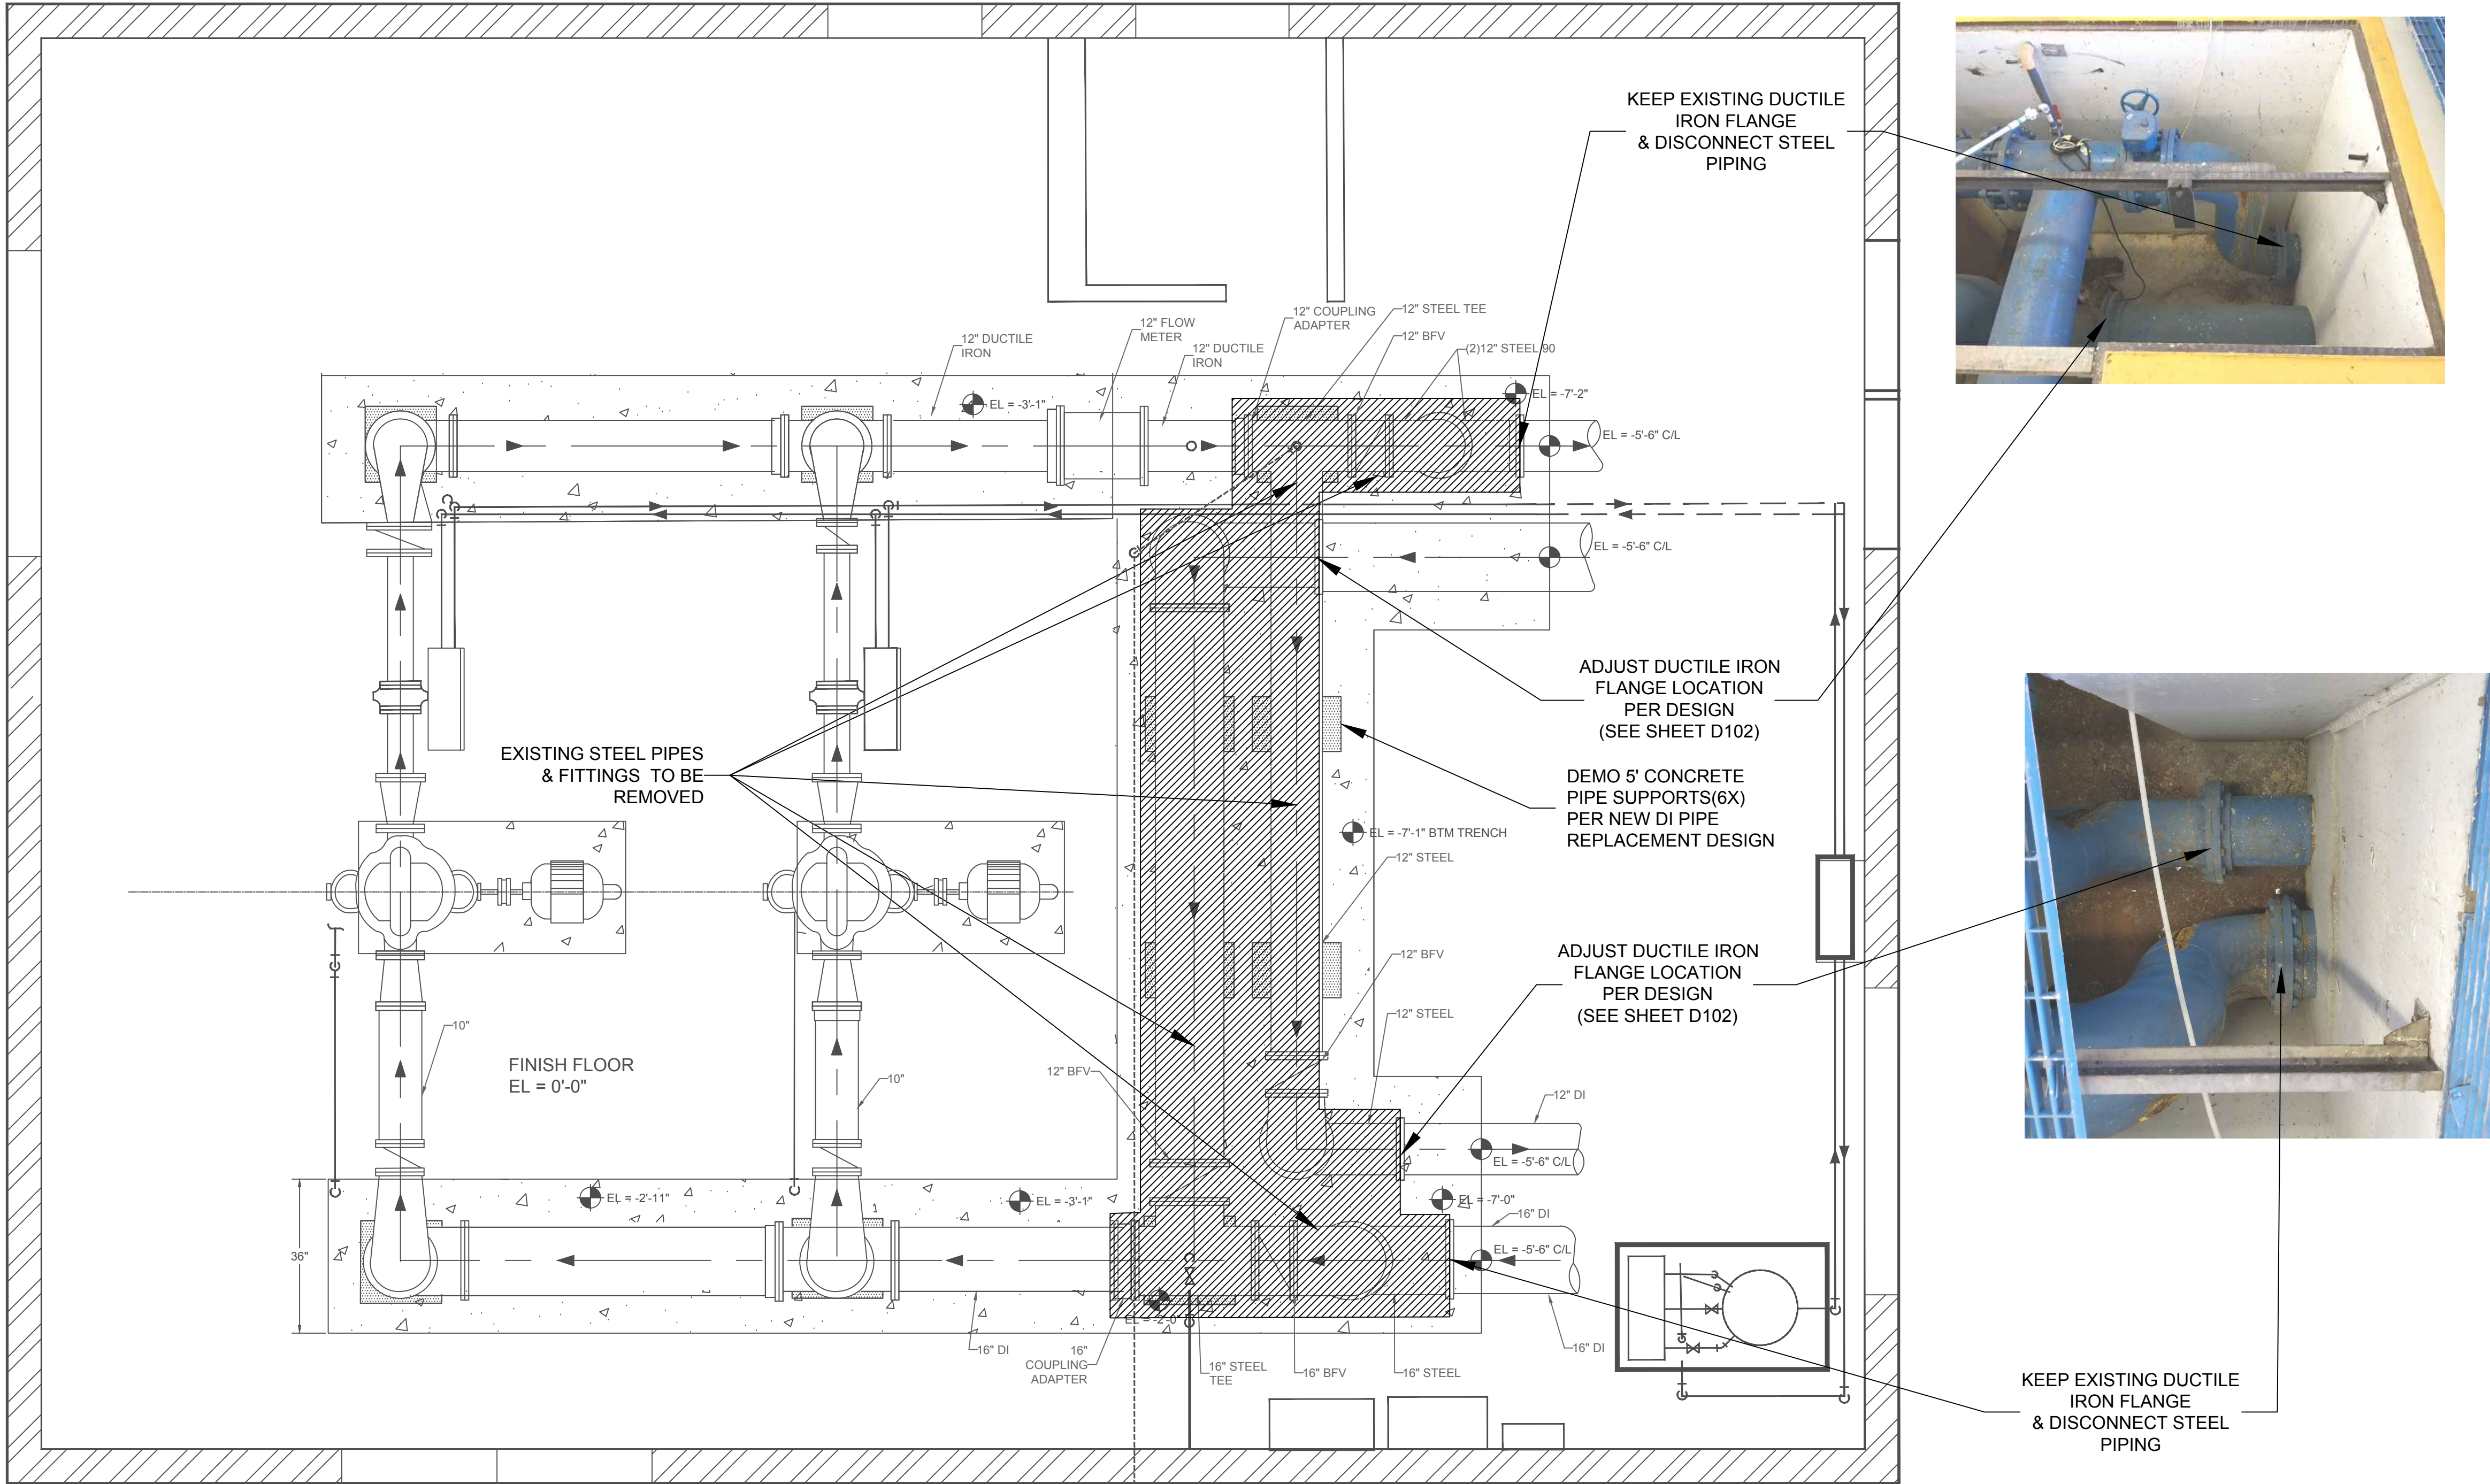 KEEP EXISTING DUCTILE
IRON FLANGE
& DISCONNECT STEEL
PIPING
12" COUPLING
ADAPTER
12" STEEL TEE
12" FLOW
METER
12" DUCTILE
IRON
12" DUCTILE
IRON
12" BFV
(2)12" STEEL 90
EL = -3'-1"
EL = -7'-2"
EL = -5'-6" C/L
EL = -5'-6" C/L
ADJUST DUCTILE IRON
FLANGE LOCATION
PER DESIGN
(SEE SHEET D102)
EXISTING STEEL PIPES
& FITTINGS TO BE
REMOVED
DEMO 5' CONCRETE
PIPE SUPPORTS(6X)
PER NEW DI PIPE
REPLACEMENT DESIGN
EL = -7'-1" BTM TRENCH
12" STEEL
12" BFV
ADJUST DUCTILE IRON
FLANGE LOCATION
PER DESIGN
(SEE SHEET D102)
12" STEEL
10"
FINISH FLOOR
EL = 0'-0"
10"
12" BFV
12" DI
EL = -5'-6" C/L
EL = -2'-11"
EL = -3'-1"
EL = -7'-0"
16" DI
36"
EL = -5'-6" C/L
EL = -2'-0"
16" DI
16"
COUPLING
ADAPTER
16" STEEL
TEE
16" BFV
16" STEEL
16" DI
KEEP EXISTING DUCTILE
IRON FLANGE
& DISCONNECT STEEL
PIPING